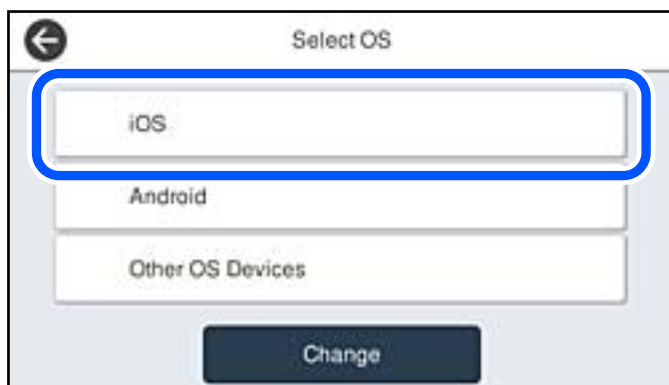 Select OS
iOS
Android
Other OS Devices
Change